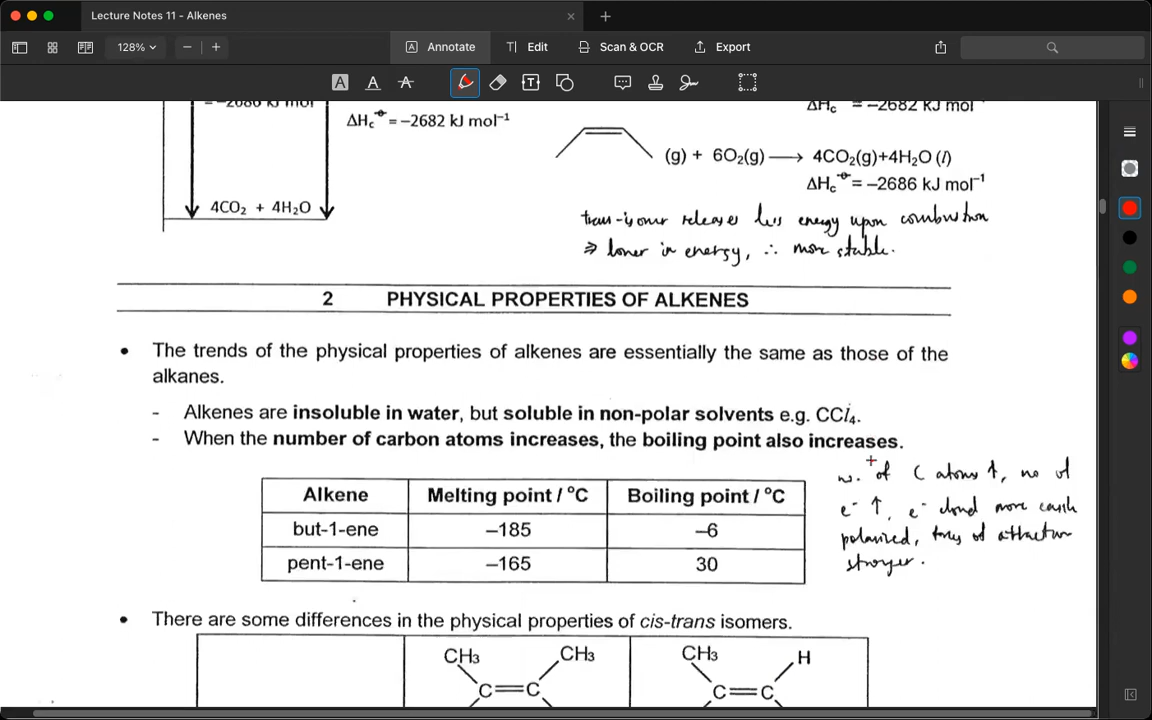 Lecture Notes 11 - Alkenes
128%
Annotate
Edit
Scan & OCR
Export
= −2686 kJ mol
ΔHc⦵ = −2682 kJ mol⁻¹
4CO₂ + 4H₂O
ΔHc = −2682 kJ mol⁻
(g) + 6O₂(g) ⟶ 4CO₂(g)+4H₂O (l)
ΔHc⦵ = −2686 kJ mol⁻¹
trans-isomer releases less energy upon combustion
⇒ lower in energy, ∴ more stable.
2 PHYSICAL PROPERTIES OF ALKENES
• The trends of the physical properties of alkenes are essentially the same as those of the
alkanes.
- Alkenes are insoluble in water, but soluble in non-polar solvents e.g. CCl₄.
- When the number of carbon atoms increases, the boiling point also increases.
no. of C atoms ↑, no of
e⁻ ↑, e⁻ cloud more easily
polarised, forces of attraction
stronger.
Alkene Melting point / °C Boiling point / °C
but-1-ene −185 −6
pent-1-ene −165 30
• There are some differences in the physical properties of cis-trans isomers.
CH₃ CH₃ CH₃ H
C=C C=C